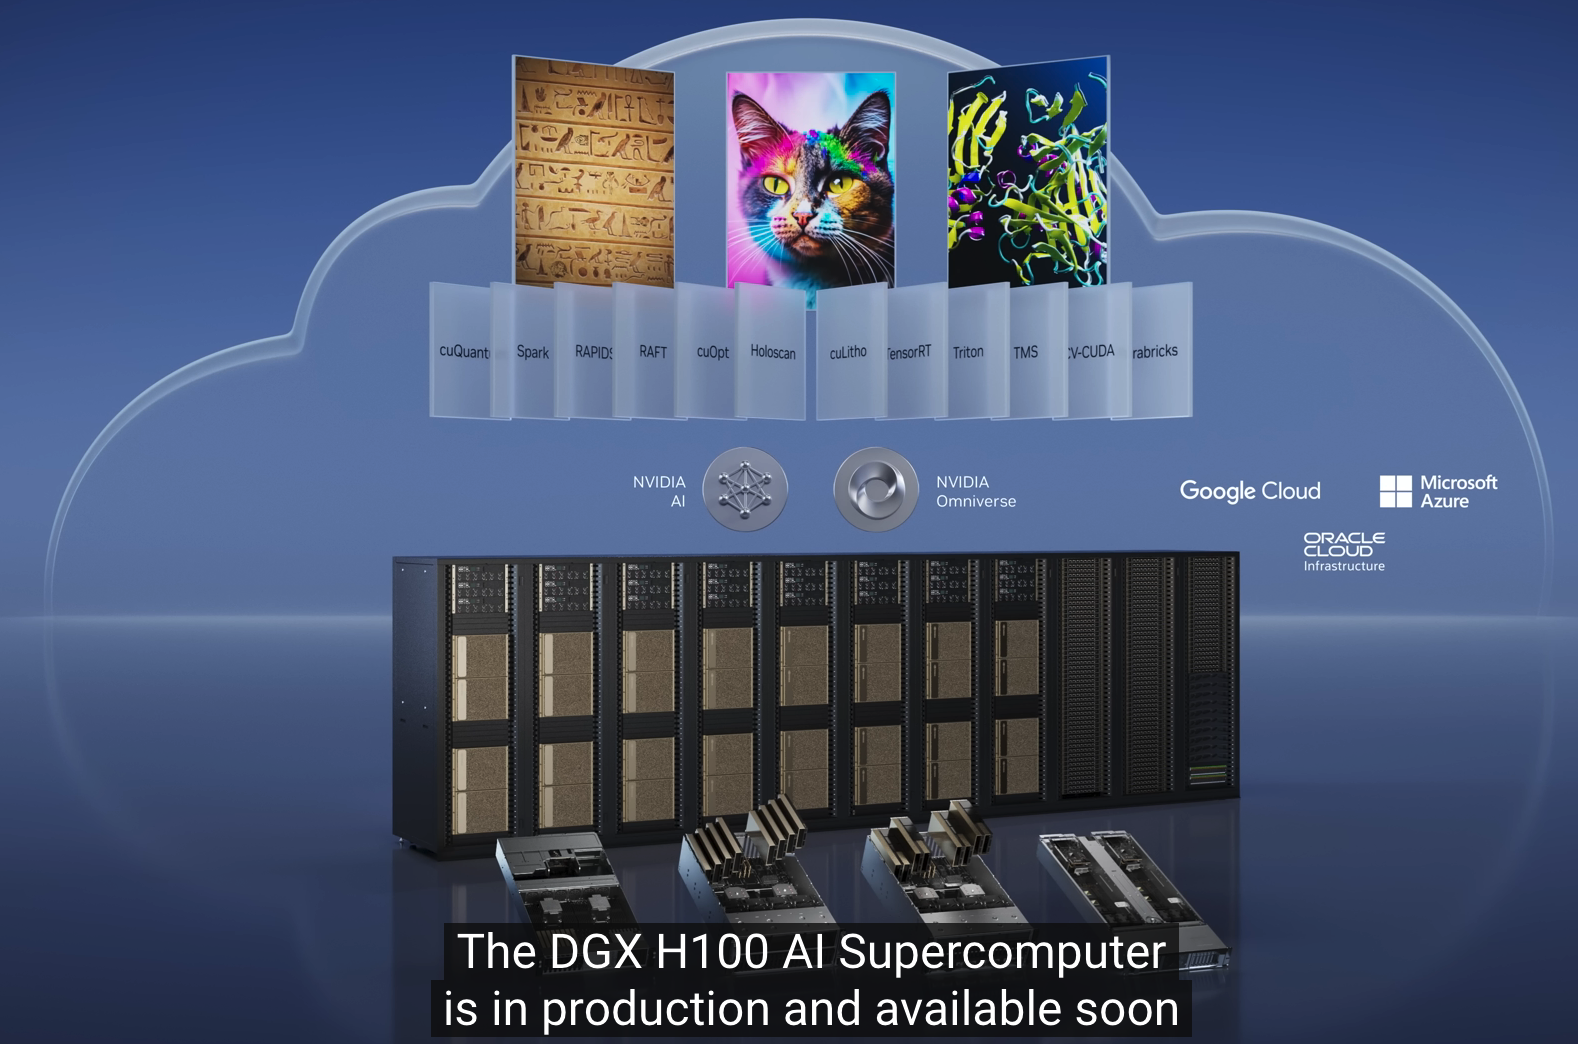 cuQuant
Spark
RAPIDS
RAFT
cuOpt
Holoscan
cuLitho
TensorRT
Triton
TMS
CV-CUDA
rabricks
NVIDIA
AI
NVIDIA
Omniverse
Google Cloud
Microsoft
Azure
ORACLE
CLOUD
Infrastructure
The DGX H100 AI Supercomputer
is in production and available soon